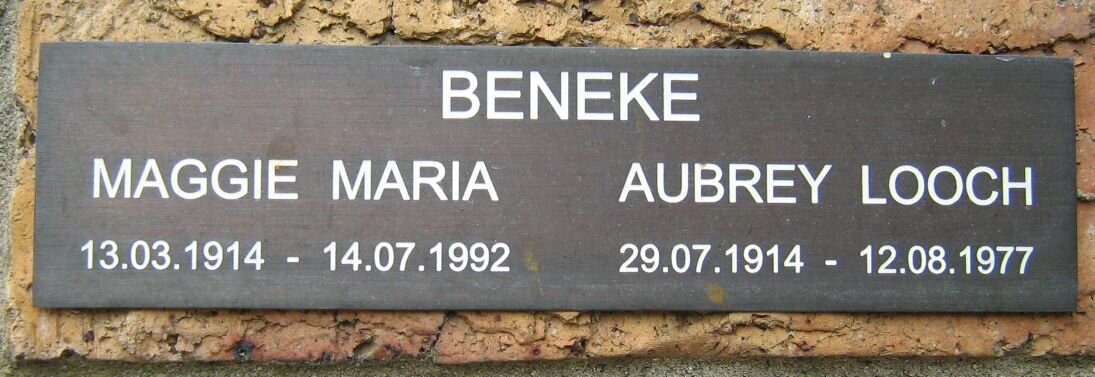 BENEKE
MAGGIE MARIA AUBREY LOOCH
13.03.1914 - 14.07.1992 29.07.1914 - 12.08.1977